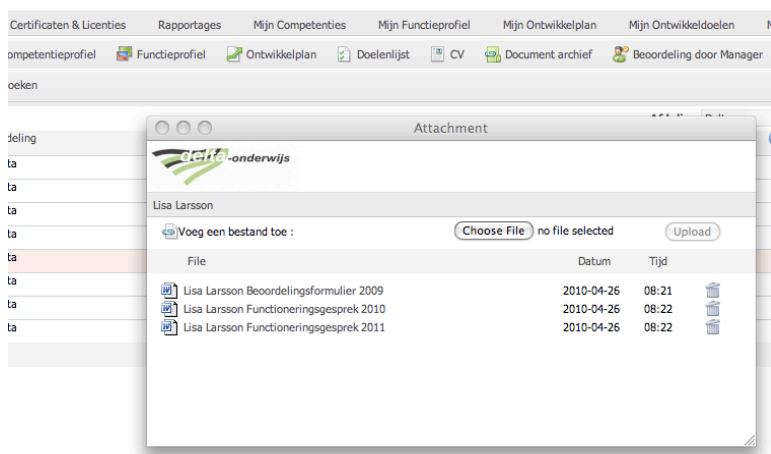 Certificaten & Licenties Rapportages Mijn Competenties Mijn Functieprofiel Mijn Ontwikkelplan Mijn Ontwikkeldoelen
ompetentieprofiel Functieprofiel Ontwikkelplan Doelenlijst CV Document archief Beoordeling door Manager
oeken
deling
ta
ta
ta
ta
ta
ta
ta
ta
Attachment
delta-onderwijs
Lisa Larsson
Voeg een bestand toe : Choose File no file selected Upload
File Datum Tijd
Lisa Larsson Beoordelingsformulier 2009 2010-04-26 08:21
Lisa Larsson Functioneringsgesprek 2010 2010-04-26 08:22
Lisa Larsson Functioneringsgesprek 2011 2010-04-26 08:22